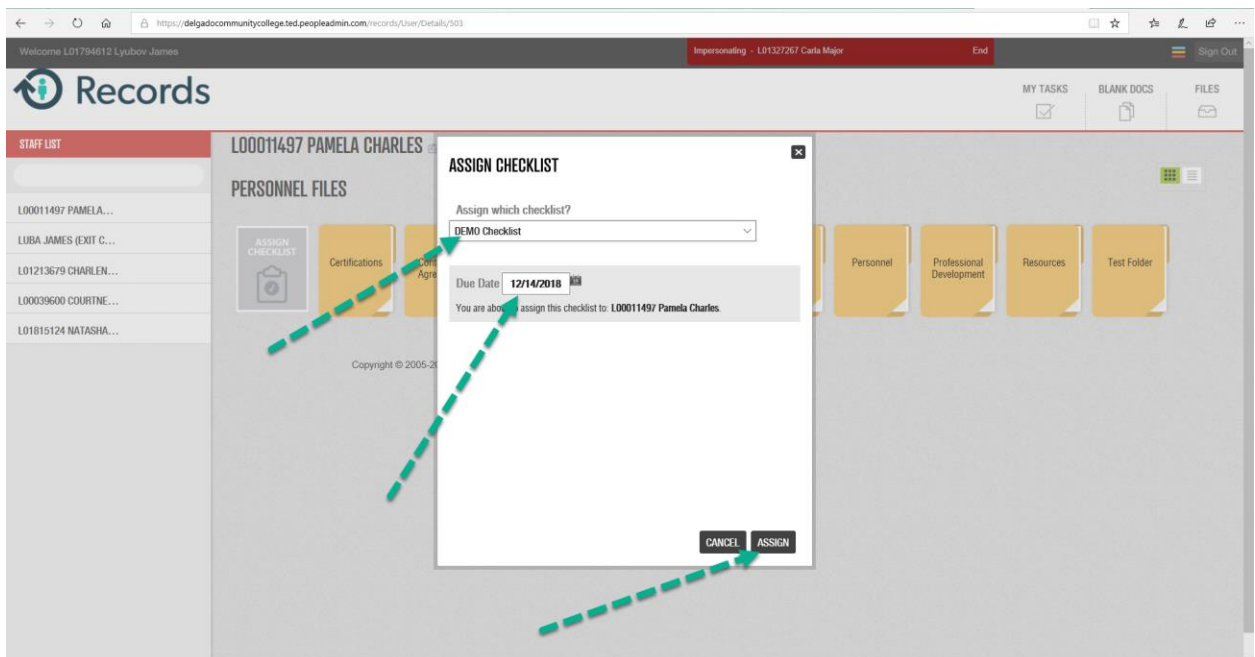 https://delgadocommunitycollege.ted.peopleadmin.com/records/User/Details/503
Welcome L01794612 Lyubov James
Impersonating - L01327267 Carla Major
End
Sign Out
Records
MY TASKS
BLANK DOCS
FILES
STAFF LIST
L00011497 PAMELA...
LUBA JAMES (EXIT C...
L01213679 CHARLEN...
L00039600 COURTNE...
L01815124 NATASHA...
L00011497 PAMELA CHARLES
PERSONNEL FILES
ASSIGN
CHECKLIST
Certifications
Agre
Personnel
Professional
Development
Resources
Test Folder
Copyright © 2005-20
ASSIGN CHECKLIST
Assign which checklist?
DEMO Checklist
Due Date 12/14/2018
You are about assign this checklist to: L00011497 Pamela Charles.
CANCEL
ASSIGN